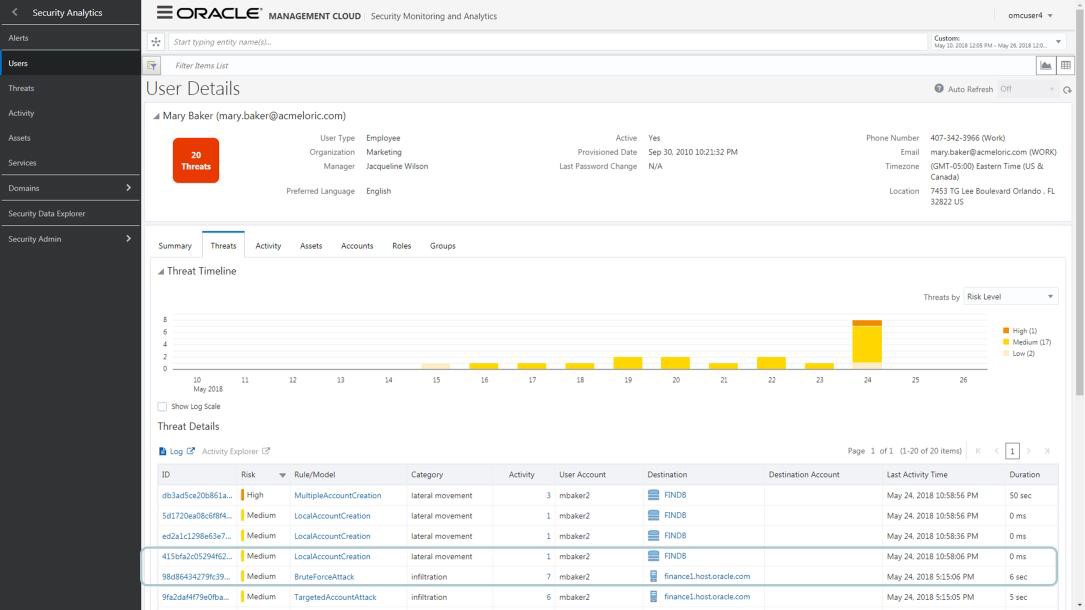 Security Analytics
ORACLE® MANAGEMENT CLOUD Security Monitoring and Analytics
omcuser4
Alerts
Users
Threats
Activity
Assets
Services
Domains
Security Data Explorer
Security Admin
Start typing entity name(s)...
Custom:
May 10, 2018 12:05 PM - May 26, 2018 12:0...
Filter Items List
User Details
Auto Refresh Off
Mary Baker (mary.baker@acmeloric.com)
20
Threats
User Type Employee
Organization Marketing
Manager Jacqueline Wilson
Preferred Language English
Active Yes
Provisioned Date Sep 30, 2010 10:21:32 PM
Last Password Change N/A
Phone Number 407-342-3966 (Work)
Email mary.baker@acmeloric.com (WORK)
Timezone (GMT-05:00) Eastern Time (US &
Canada)
Location 7453 TG Lee Boulevard Orlando . FL
32822 US
Summary Threats Activity Assets Accounts Roles Groups
Threat Timeline
Threats by Risk Level
8
6
4
2
0
10 11 12 13 14 15 16 17 18 19 20 21 22 23 24 25 26
May 2018
High (1)
Medium (17)
Low (2)
Show Log Scale
Threat Details
Log Activity Explorer
Page 1 of 1 (1-20 of 20 items) 1
ID Risk Rule/Model Category Activity User Account Destination Destination Account Last Activity Time Duration
db3ad5ce20b861a... High MultipleAccountCreation lateral movement 3 mbaker2 FINDB May 24, 2018 10:58:56 PM 50 sec
5d1720ea08c6f8f4... Medium LocalAccountCreation lateral movement 1 mbaker2 FINDB May 24, 2018 10:58:56 PM 0 ms
ed2a1c1298e63e7... Medium LocalAccountCreation lateral movement 1 mbaker2 FINDB May 24, 2018 10:58:36 PM 0 ms
415bfa2c05294f62... Medium LocalAccountCreation lateral movement 1 mbaker2 FINDB May 24, 2018 10:58:06 PM 0 ms
98d86434279fc39... Medium BruteForceAttack infiltration 7 mbaker2 finance1.host.oracle.com May 24, 2018 5:15:06 PM 6 sec
9fa2daf4f79e0fba... Medium TargetedAccountAttack infiltration 6 mbaker2 finance1.host.oracle.com May 24, 2018 5:15:05 PM 5 sec